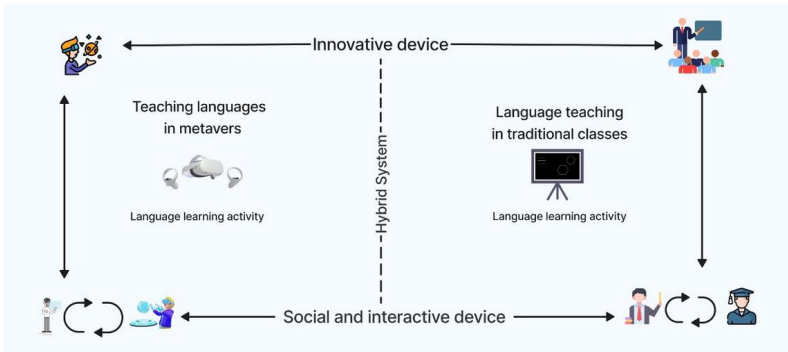 Innovative device
Teaching languages
in metavers
Language teaching
in traditional classes
Hybrid System
Language learning activity
Language learning activity
Social and interactive device